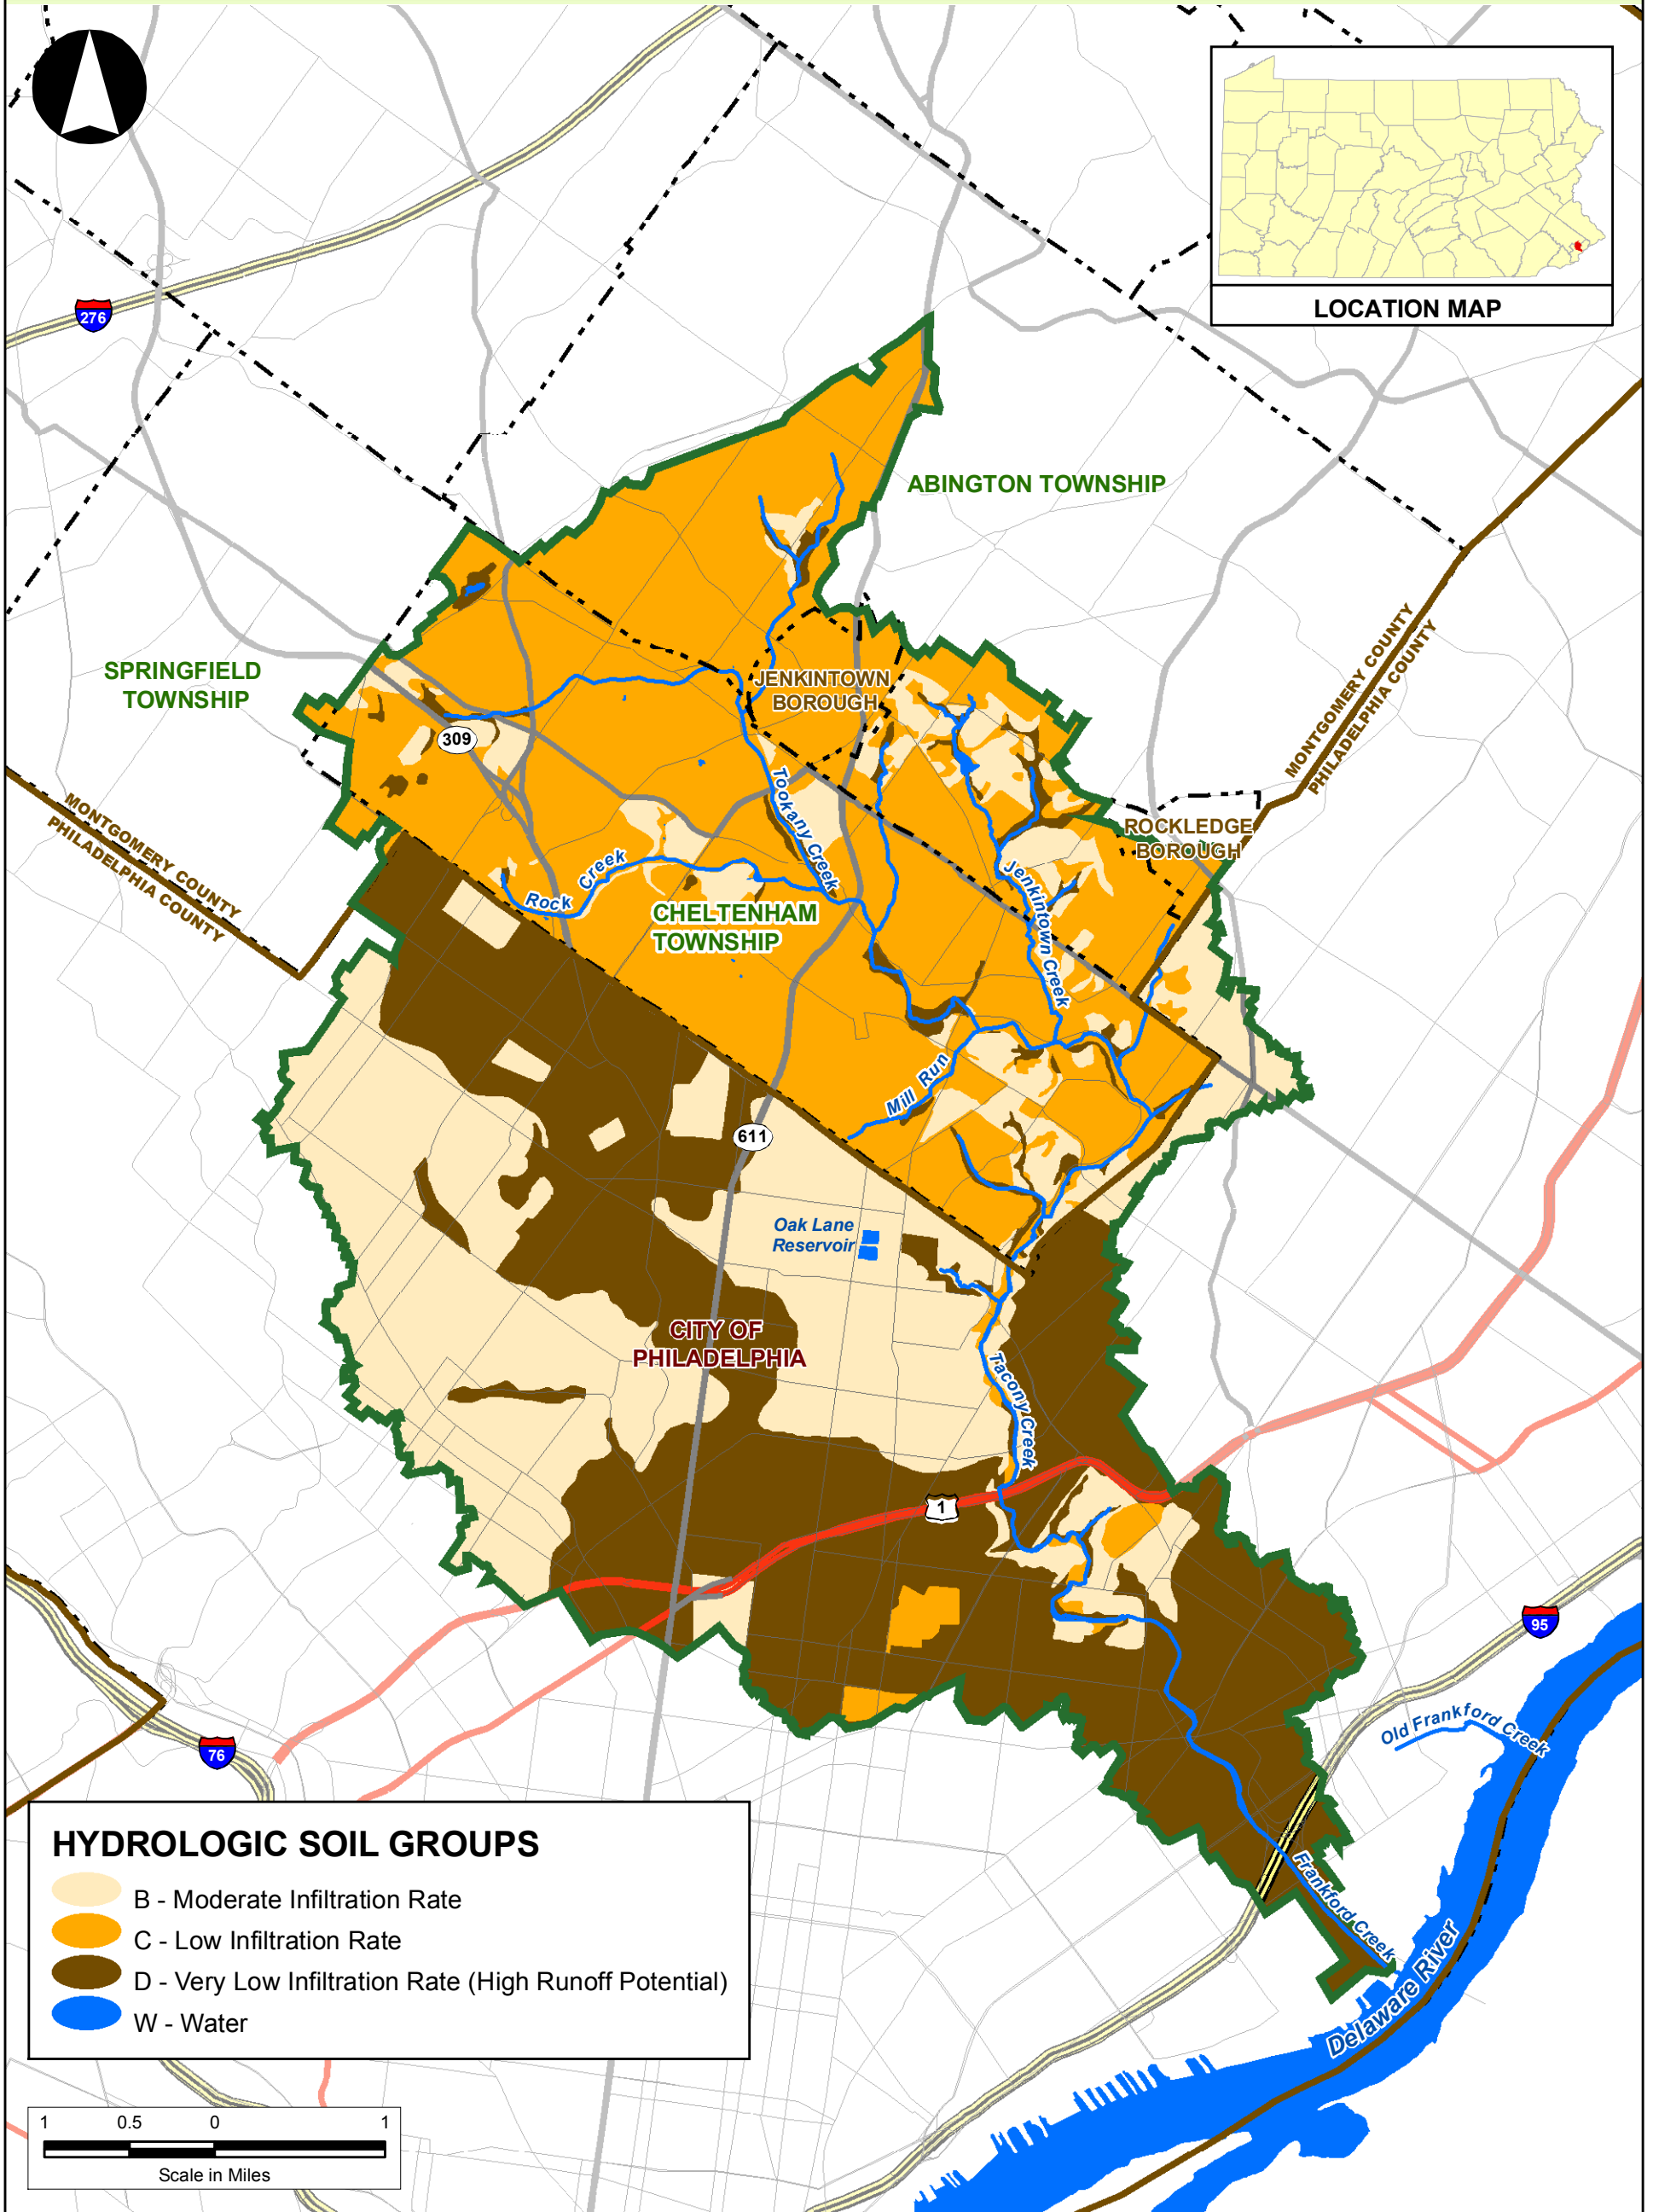 LOCATION MAP
276
ABINGTON TOWNSHIP
SPRINGFIELD
TOWNSHIP
JENKINTOWN
BOROUGH
MONTGOMERY COUNTY
PHILADELPHIA COUNTY
309
Tookany Creek
ROCKLEDGE
BOROUGH
MONTGOMERY COUNTY
PHILADELPHIA COUNTY
Rock Creek
Jenkintown Creek
CHELTENHAM
TOWNSHIP
Mill Run
611
Oak Lane
Reservoir
CITY OF
PHILADELPHIA
Tacony Creek
1
95
Old Frankford Creek
76
Frankford Creek
Delaware River
HYDROLOGIC SOIL GROUPS
B - Moderate Infiltration Rate
C - Low Infiltration Rate
D - Very Low Infiltration Rate (High Runoff Potential)
W - Water
1 0.5 0 1
Scale in Miles